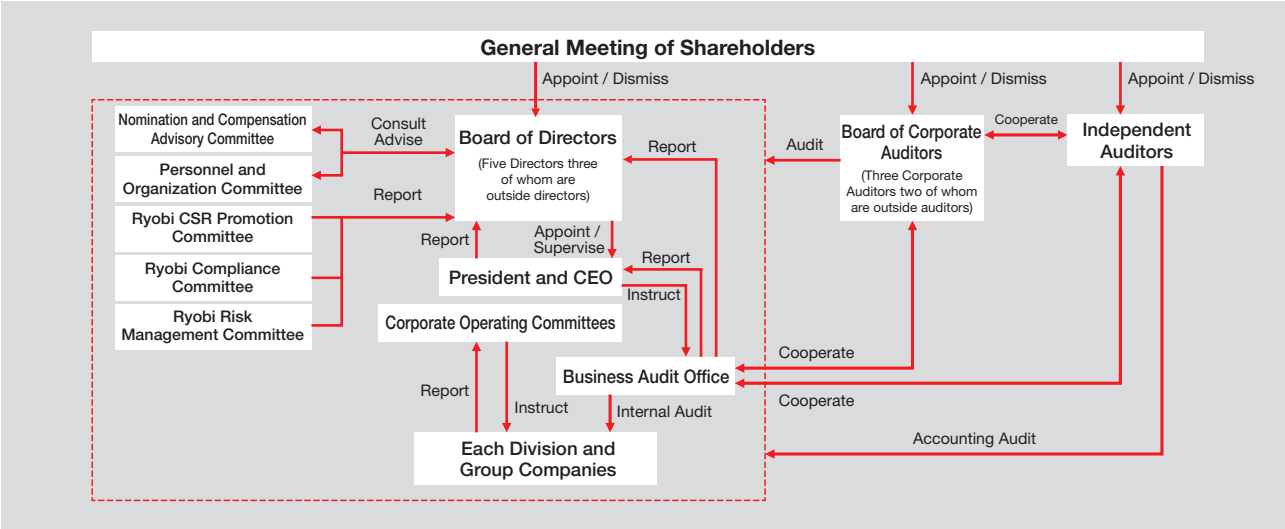 General Meeting of Shareholders
Appoint / Dismiss
Appoint / Dismiss
Appoint / Dismiss
Nomination and Compensation
Advisory Committee
Personnel and
Organization Committee
Ryobi CSR Promotion
Committee
Ryobi Compliance
Committee
Ryobi Risk
Management Committee
Consult
Advise
Report
Board of Directors
(Five Directors three
of whom are
outside directors)
Report
Audit
Board of Corporate
Auditors
(Three Corporate
Auditors two of whom
are outside auditors)
Cooperate
Independent
Auditors
Report
Appoint /
Supervise
Report
President and CEO
Instruct
Corporate Operating Committees
Business Audit Office
Cooperate
Cooperate
Report
Instruct
Internal Audit
Each Division and
Group Companies
Accounting Audit